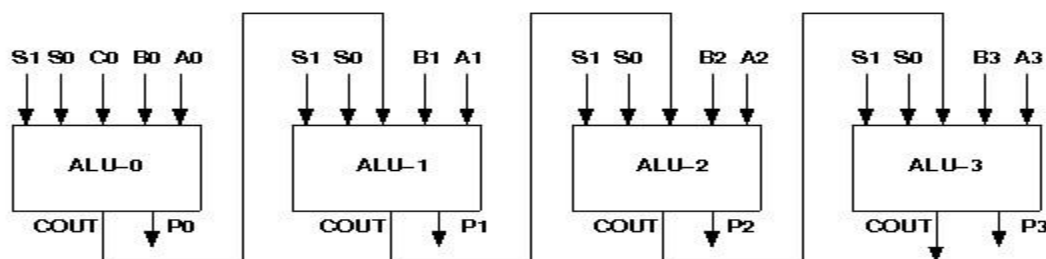 S1 S0 C0 B0 A0 S1 S0 B1 A1 S1 S0 B2 A2 S1 S0 B3 A3
ALU-0 ALU-1 ALU-2 ALU-3
COUT P0 COUT P1 COUT P2 COUT P3